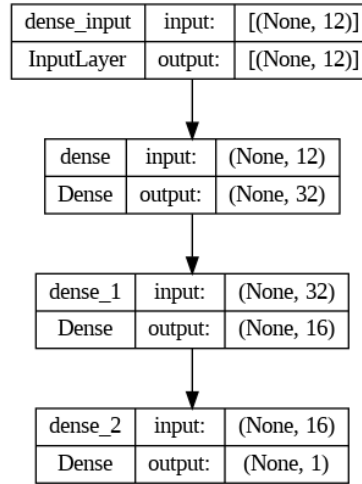 dense_input input: [(None, 12)]
InputLayer output: [(None, 12)]
dense input: (None, 12)
Dense output: (None, 32)
dense_1 input: (None, 32)
Dense output: (None, 16)
dense_2 input: (None, 16)
Dense output: (None, 1)